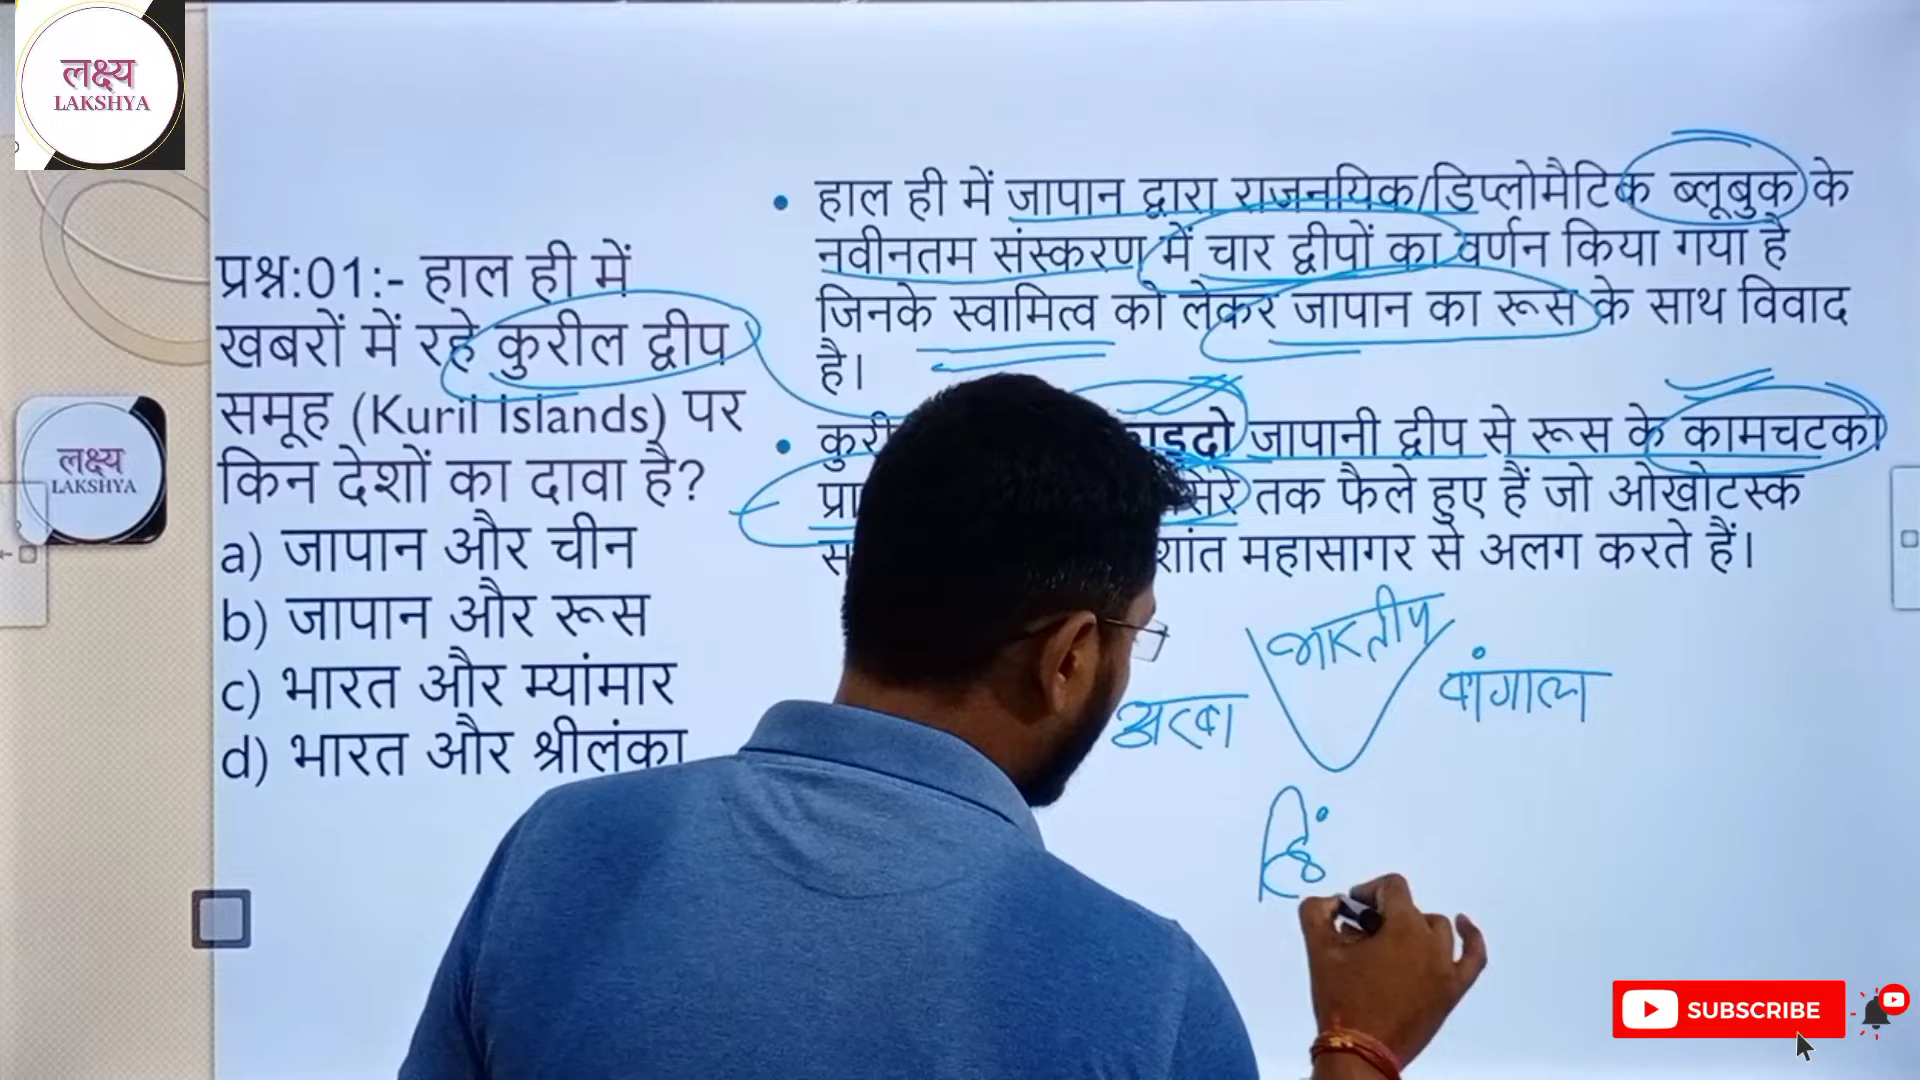 लक्ष्य
LAKSHYA
लक्ष्य
LAKSHYA
प्रश्न:01:- हाल ही में
खबरों में रहे कुरील द्वीप
समूह (Kuril Islands) पर
किन देशों का दावा है?
a) जापान और चीन
b) जापान और रूस
c) भारत और म्यांमार
d) भारत और श्रीलंका
• हाल ही में जापान द्वारा राजनयिक/डिप्लोमैटिक ब्लूबुक के
नवीनतम संस्करण में चार द्वीपों का वर्णन किया गया है
जिनके स्वामित्व को लेकर जापान का रूस के साथ विवाद
है।
• जापानी द्वीप से रूस के कामचटका
तक फैले हुए हैं जो ओखोटस्क
महासागर से अलग करते हैं।
भारतीय
अरब
बंगाल
हिं
SUBSCRIBE